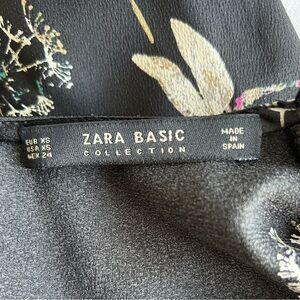 EUR XS
USA XS
MEX 24
ZARA BASIC
COLLECTION
MADE
IN
SPAIN